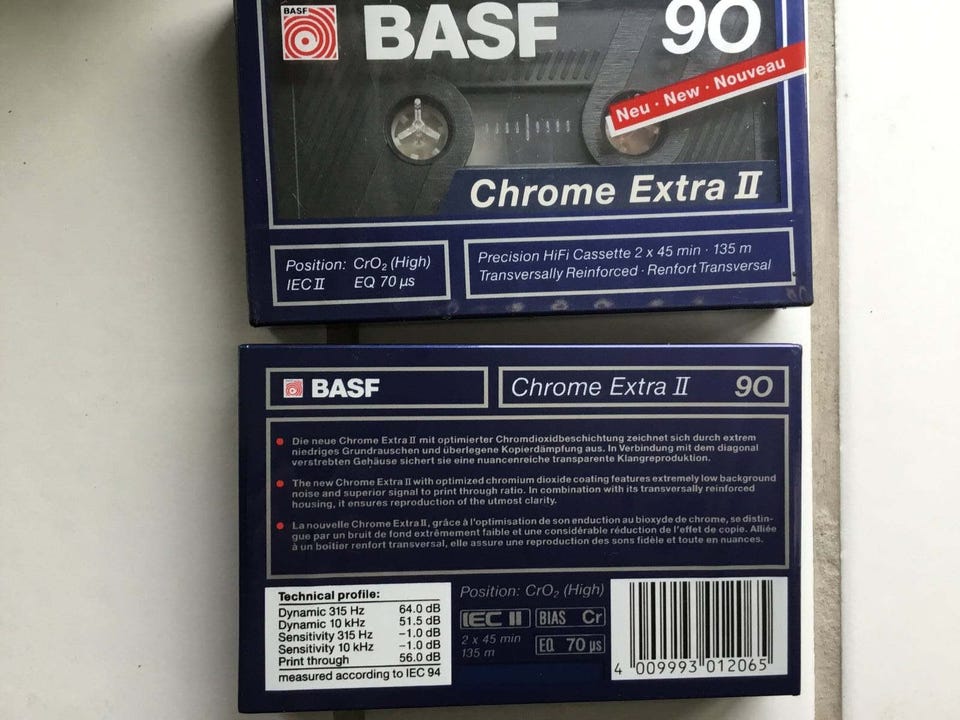 BASF
BASF 90
Neu · New · Nouveau
Chrome Extra II
Position: CrO₂ (High)
IEC II EQ 70 µs
Precision HiFi Cassette 2 x 45 min · 135 m
Transversally Reinforced · Renfort Transversal
BASF
Chrome Extra II 90
Die neue Chrome Extra II mit optimierter Chromdioxidbeschichtung zeichnet sich durch extrem
niedriges Grundrauschen und überlegene Kopierdämpfung aus. In Verbindung mit dem diagonal
verstrebten Gehäuse sichert sie eine nuancenreiche transparente Klangreproduktion.
The new Chrome Extra II with optimized chromium dioxide coating features extremely low background
noise and superior signal to print through ratio. In combination with its transversally reinforced
housing, it ensures reproduction of the utmost clarity.
La nouvelle Chrome Extra II, grâce à l'optimisation de son enduction au bioxyde de chrome, se distin-
gue par un bruit de fond extrêmement faible et une considérable réduction de l'effet de copie. Alliée
à un boîtier renfort transversal, elle assure une reproduction des sons fidèle et toute en nuances.
Technical profile:
Dynamic 315 Hz 64.0 dB
Dynamic 10 kHz 51.5 dB
Sensitivity 315 Hz -1.0 dB
Sensitivity 10 kHz -1.0 dB
Print through 56.0 dB
measured according to IEC 94
Position: CrO₂ (High)
IEC II BIAS Cr
2 x 45 min
135 m
EQ 70 µs
4 009993 012065